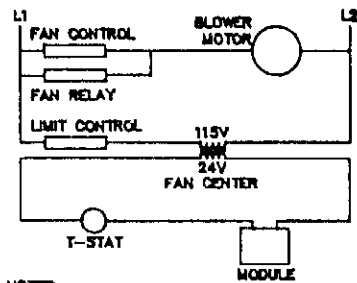 L1
L2
FAN CONTROL
BLOWER
MOTOR
FAN RELAY
LIMIT CONTROL
115V
24V
FAN CENTER
T-STAT
MODULE